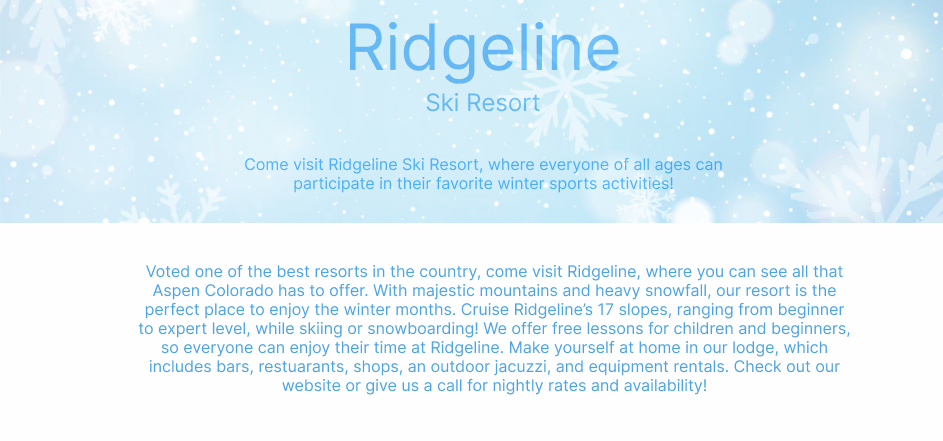 Ridgeline
Ski Resort
Come visit Ridgeline Ski Resort, where everyone of all ages can
participate in their favorite winter sports activities!
Voted one of the best resorts in the country, come visit Ridgeline, where you can see all that
Aspen Colorado has to offer. With majestic mountains and heavy snowfall, our resort is the
perfect place to enjoy the winter months. Cruise Ridgeline’s 17 slopes, ranging from beginner
to expert level, while skiing or snowboarding! We offer free lessons for children and beginners,
so everyone can enjoy their time at Ridgeline. Make yourself at home in our lodge, which
includes bars, restuarants, shops, an outdoor jacuzzi, and equipment rentals. Check out our
website or give us a call for nightly rates and availability!